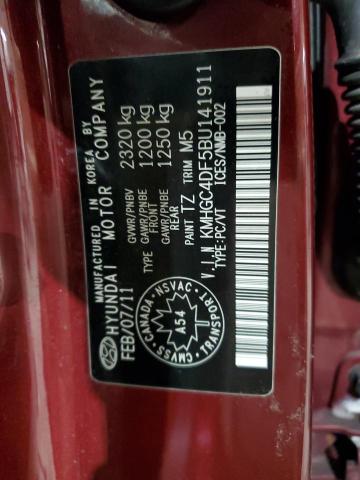 MANUFACTURED IN KOREA BY
HYUNDAI MOTOR COMPANY
FEB/07/11
GVWR/PNBV 2320 kg
TYPE GAWR/PNBE FRONT 1200 kg
GAWR/PNBE REAR 1250 kg
PAINT TZ TRIM M5
V I N KMHGC4DF5BU141911
TYPE:PC/VT ICES/NMB-002
CANADA NSVAC
A54
CMVSS TRANSPORT